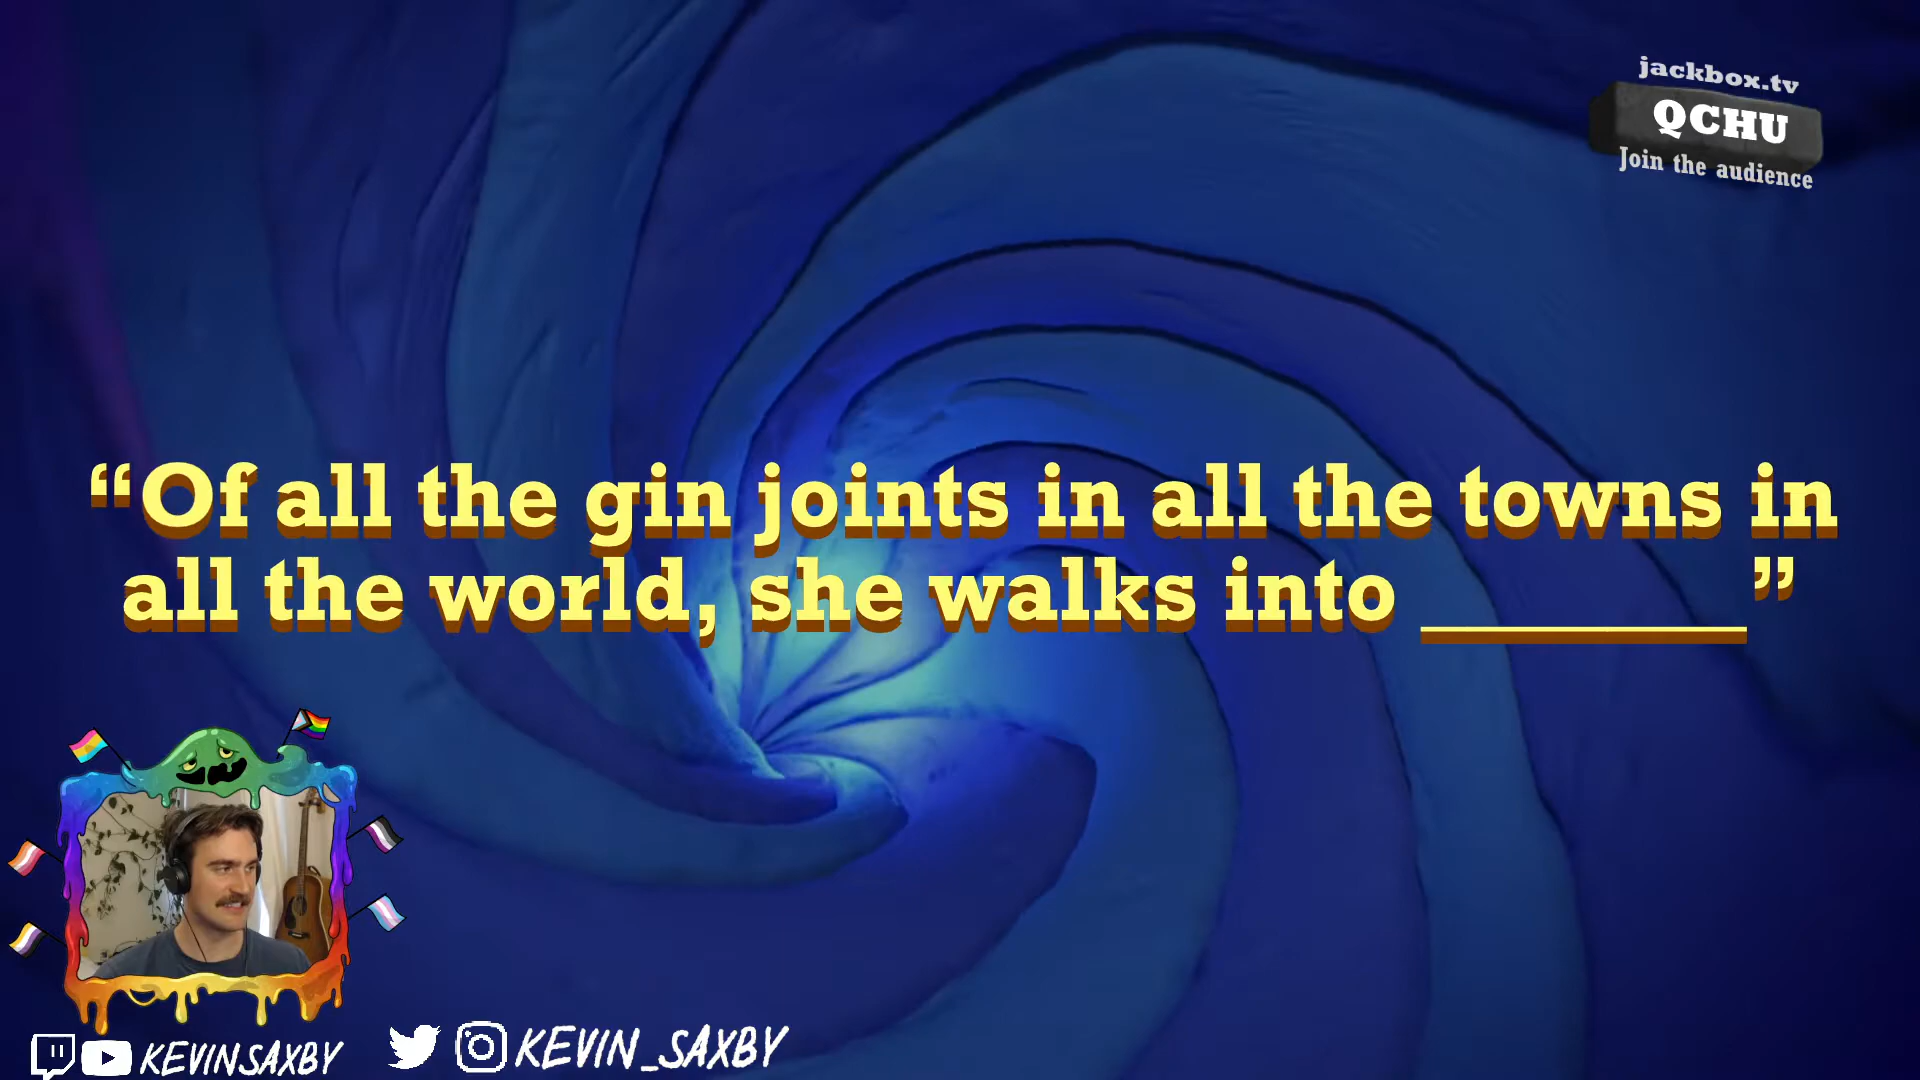 jackbox.tv
QCHU
Join the audience
“Of all the gin joints in all the towns in
all the world, she walks into ________”
KEVINSAXBY
KEVIN_SAXBY